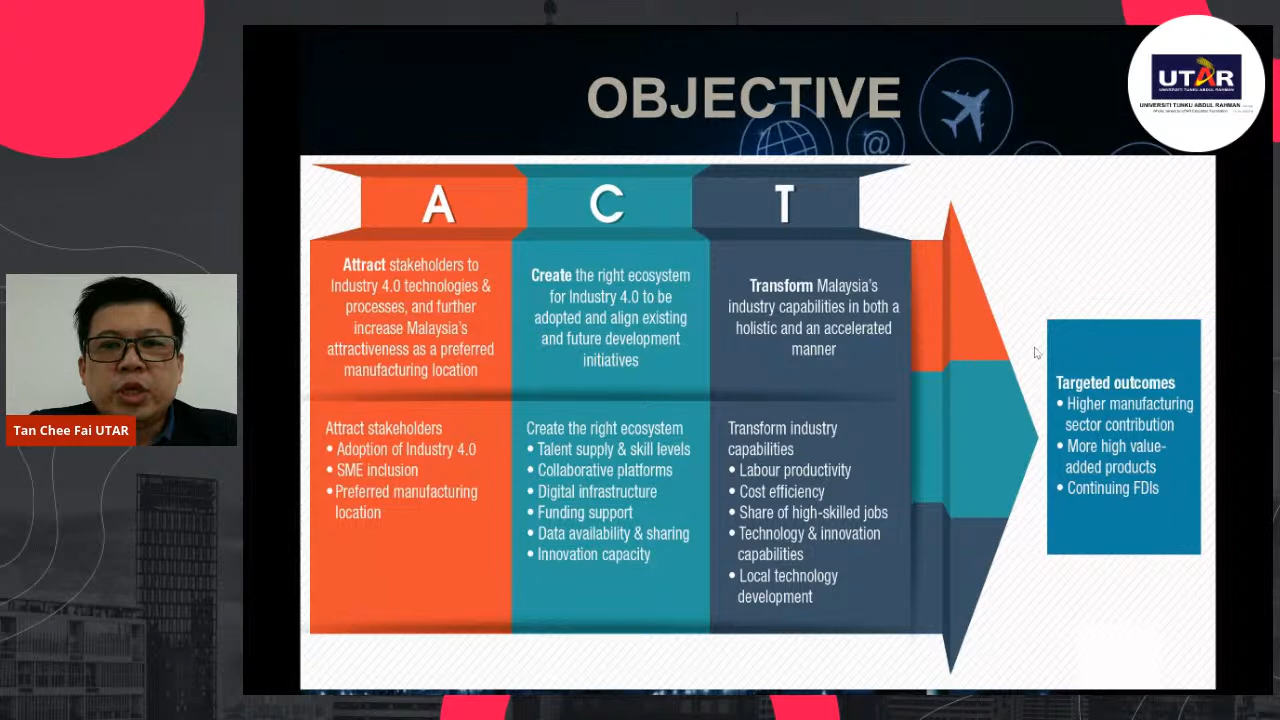 OBJECTIVE
@
UTAR
UNIVERSITI TUNKU ABDUL RAHMAN
UNIVERSITI TUNKU ABDUL RAHMAN
A
C
T
Attract stakeholders to
Industry 4.0 technologies &
processes, and further
increase Malaysia's
attractiveness as a preferred
manufacturing location
Create the right ecosystem
for Industry 4.0 to be
adopted and align existing
and future development
initiatives
Transform Malaysia's
industry capabilities in both a
holistic and an accelerated
manner
Attract stakeholders
• Adoption of Industry 4.0
• SME inclusion
• Preferred manufacturing
location
Create the right ecosystem
• Talent supply & skill levels
• Collaborative platforms
• Digital infrastructure
• Funding support
• Data availability & sharing
• Innovation capacity
Transform industry
capabilities
• Labour productivity
• Cost efficiency
• Share of high-skilled jobs
• Technology & innovation
capabilities
• Local technology
development
Targeted outcomes
• Higher manufacturing
sector contribution
• More high value-
added products
• Continuing FDIs
Tan Chee Fai UTAR